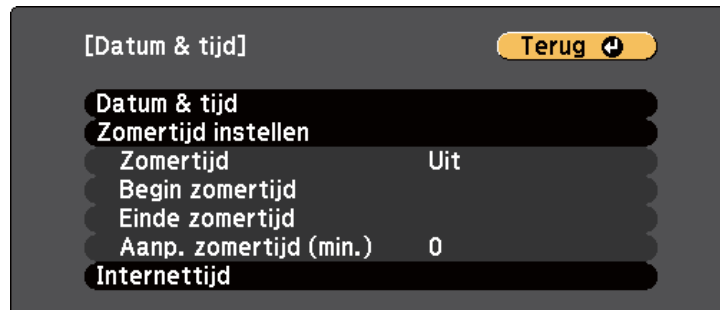 [Datum & tijd]
Terug
Datum & tijd
Zomertijd instellen
Zomertijd Uit
Begin zomertijd
Einde zomertijd
Aanp. zomertijd (min.) 0
Internettijd